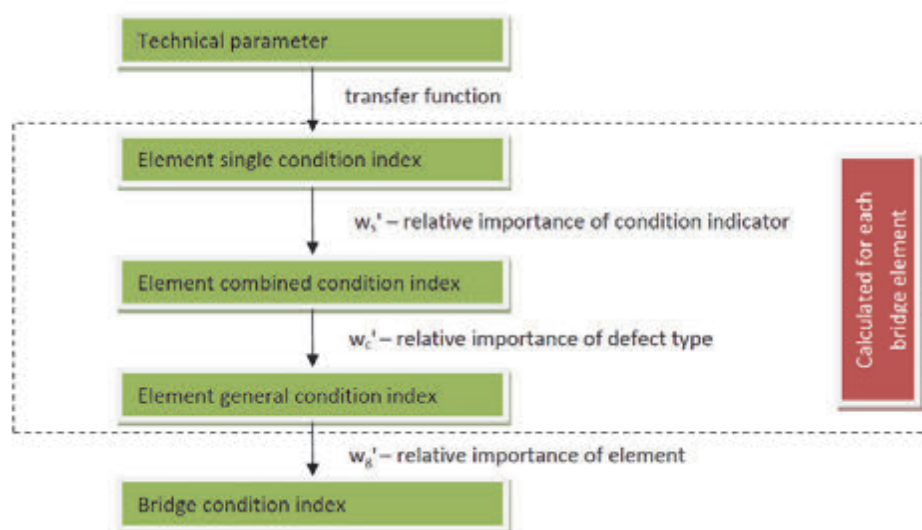 Technical parameter
transfer function
Element single condition index
wₛ' – relative importance of condition indicator
Element combined condition index
w꜀' – relative importance of defect type
Element general condition index
w_g' – relative importance of element
Bridge condition index
Calculated for each
bridge element